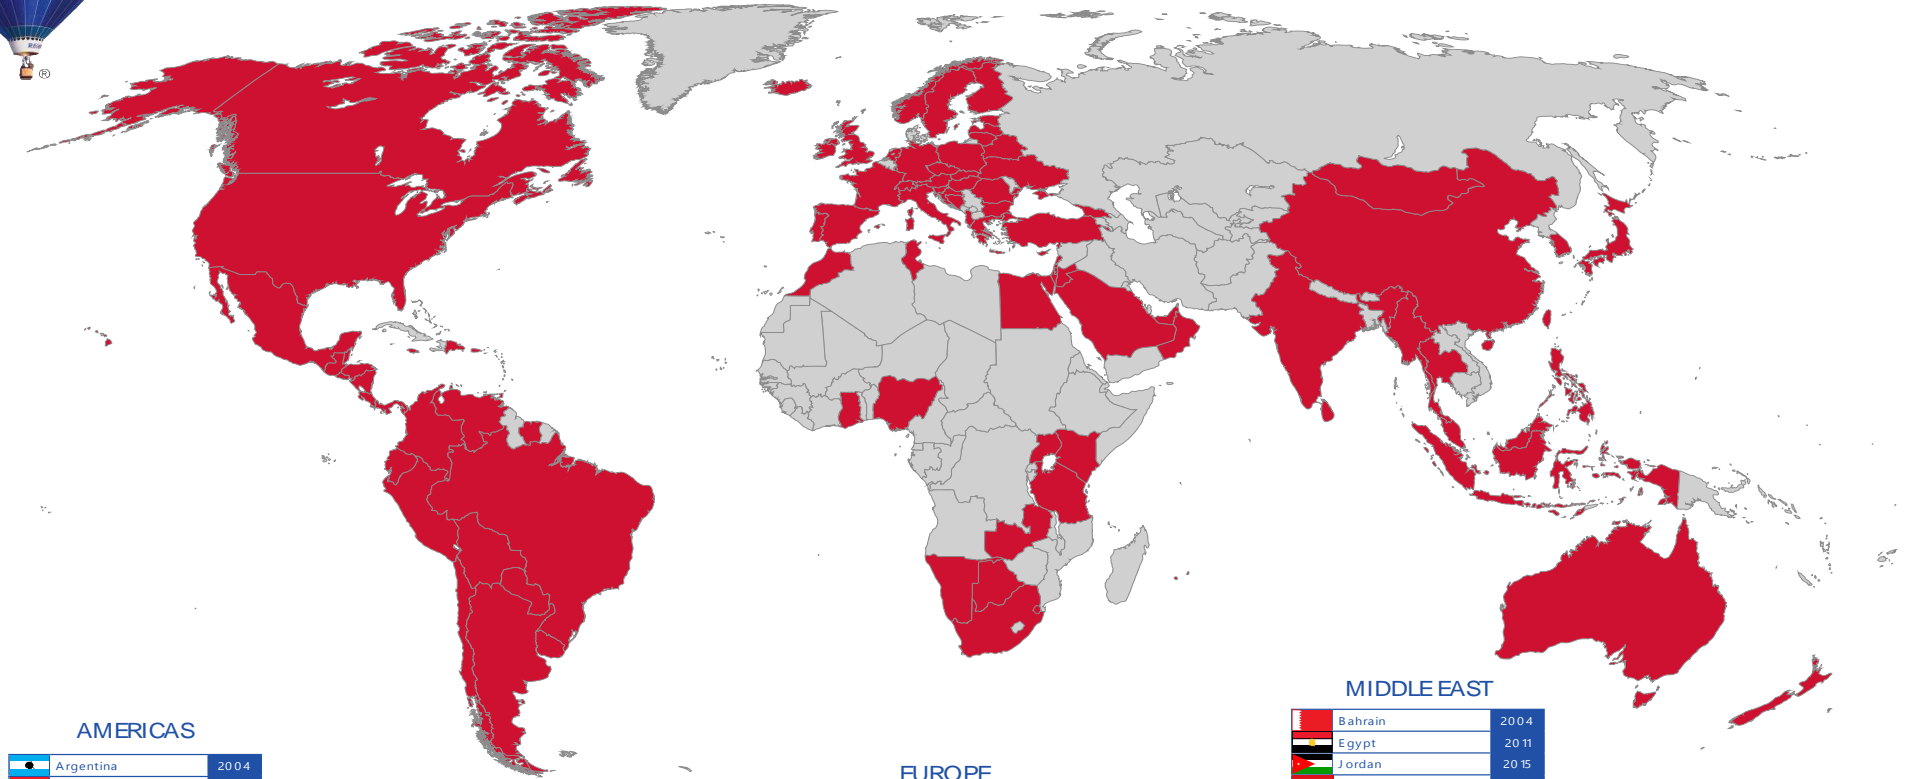 ®
MIDDLE EAST
Bahrain 2004
Egypt 2011
Jordan 2015
AMERICAS
Argentina 2004
EUROPE